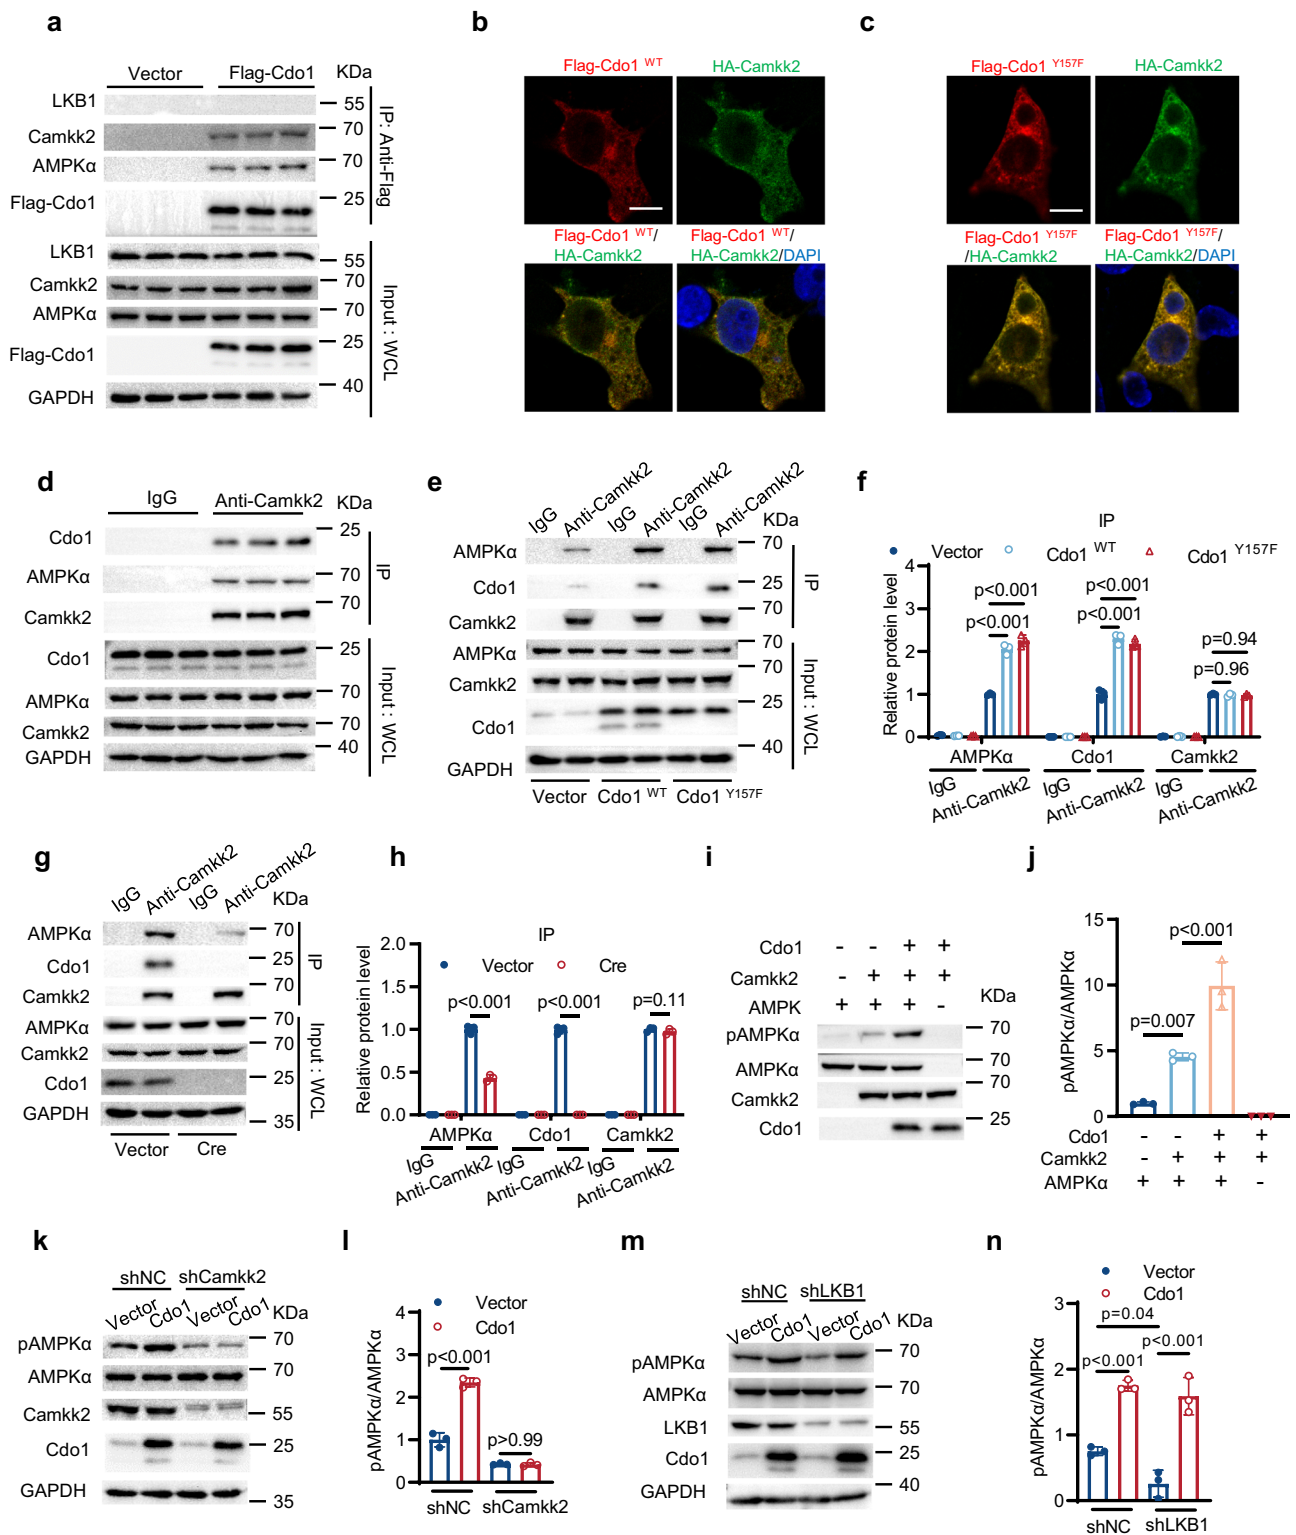 a
Vector
Flag-Cdo1
KDa
LKB1
55
Camkk2
70
AMPKα
70
Flag-Cdo1
25
IP: Anti-Flag
LKB1
55
Camkk2
70
AMPKα
70
Flag-Cdo1
25
GAPDH
40
Input : WCL
b
Flag-Cdo1 WT
HA-Camkk2
Flag-Cdo1 WT/
HA-Camkk2
Flag-Cdo1 WT/
HA-Camkk2/DAPI
c
Flag-Cdo1 Y157F
HA-Camkk2
Flag-Cdo1 Y157F
/HA-Camkk2
Flag-Cdo1 Y157F/
HA-Camkk2/DAPI
d
IgG
Anti-Camkk2
KDa
Cdo1
25
AMPKα
70
Camkk2
70
IP
Cdo1
25
AMPKα
70
Camkk2
70
GAPDH
40
Input : WCL
e
IgG
Anti-Camkk2
IgG
Anti-Camkk2
IgG
Anti-Camkk2
KDa
AMPKα
70
Cdo1
25
Camkk2
70
IP
AMPKα
70
Camkk2
70
Cdo1
25
GAPDH
40
Input : WCL
Vector
Cdo1 WT
Cdo1 Y157F
f
IP
Vector
Cdo1 WT
Cdo1 Y157F
Relative protein level
4
3
2
1
0
p<0.001
p<0.001
p<0.001
p<0.001
p=0.94
p=0.96
AMPKα
Cdo1
Camkk2
IgG
Anti-Camkk2
IgG
Anti-Camkk2
IgG
Anti-Camkk2
g
IgG
Anti-Camkk2
IgG
Anti-Camkk2
KDa
AMPKα
70
Cdo1
25
Camkk2
70
IP
AMPKα
70
Camkk2
70
Cdo1
25
GAPDH
35
Input : WCL
Vector
Cre
h
IP
Vector
Cre
Relative protein level
2.0
1.5
1.0
0.5
0.0
p<0.001
p<0.001
p=0.11
AMPKα
Cdo1
Camkk2
IgG
Anti-Camkk2
IgG
Anti-Camkk2
IgG
Anti-Camkk2
i
Cdo1 - - + +
Camkk2 - + + +
AMPK + + + -
KDa
pAMPKα
70
AMPKα
70
Camkk2
Cdo1
25
j
pAMPKα/AMPKα
15
10
5
0
p=0.007
p<0.001
Cdo1 - - + +
Camkk2 - + + +
AMPKα + + + -
k
shNC
shCamkk2
Vector
Cdo1
Vector
Cdo1
KDa
pAMPKα
70
AMPKα
70
Camkk2
55
Cdo1
25
GAPDH
35
l
Vector
Cdo1
pAMPKα/AMPKα
4
3
2
1
0
p<0.001
p>0.99
shNC
shCamkk2
m
shNC
shLKB1
Vector
Cdo1
Vector
Cdo1
KDa
pAMPKα
70
AMPKα
70
LKB1
55
Cdo1
25
GAPDH
40
n
Vector
Cdo1
pAMPKα/AMPKα
3
2
1
0
p=0.04
p<0.001
p<0.001
shNC
shLKB1